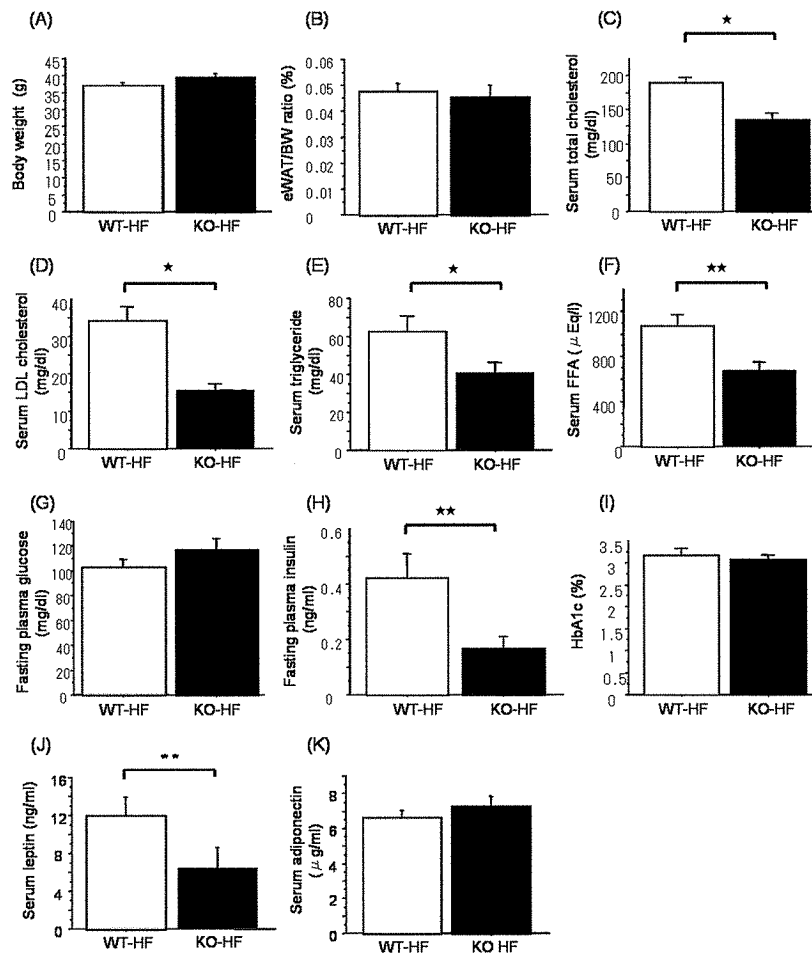 (A)
Body weight (g)
45
40
35
30
25
20
15
10
5
0
WT-HF KO-HF
(B)
eWAT/BW ratio (%)
0.06
0.05
0.04
0.03
0.02
0.01
0
WT-HF KO-HF
(C)
★
Serum total cholesterol
(mg/dl)
200
150
100
50
0
WT-HF KO-HF
(D)
★
Serum LDL cholesterol
(mg/dl)
40
30
20
10
0
WT-HF KO-HF
(E)
★
Serum triglyceride
(mg/dl)
80
60
40
20
0
WT-HF KO-HF
(F)
★★
Serum FFA (μ Eq/l)
1200
800
400
0
WT-HF KO-HF
(G)
Fasting plasma glucose
(mg/dl)
140
120
100
80
60
40
20
0
WT-HF KO-HF
(H)
★★
Fasting plasma insulin
(ng/ml)
0.6
0.4
0.2
0
WT-HF KO-HF
(I)
HbA1c (%)
3.5
3
2.5
2
1.5
1
0.5
0
WT-HF KO-HF
(J)
★★
Serum leptin (ng/ml)
16
12
8
4
0
WT-HF KO-HF
(K)
Serum adiponectin
(μ g/ml)
8
6
4
2
0
WT-HF KO HF